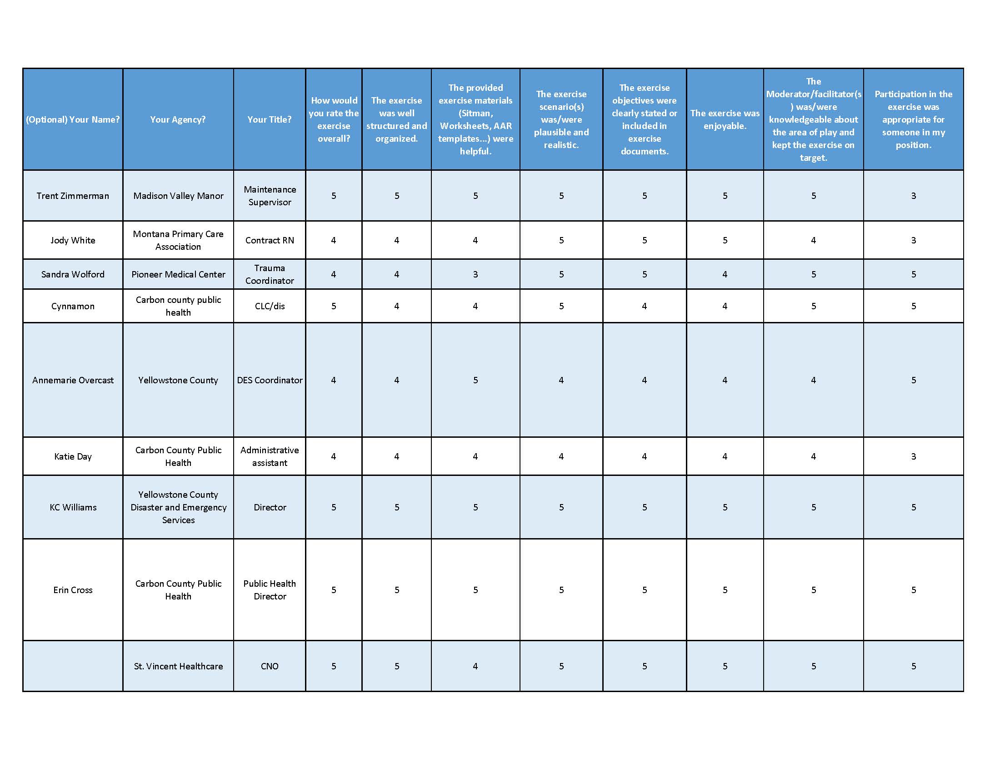 (Optional) Your Name?
Your Agency?
Your Title?
How would
you rate the
exercise
overall?
The exercise
was well
structured and
organized.
The provided
exercise materials
(Sitman,
Worksheets, AAR
templates...) were
helpful.
The exercise
scenario(s)
was/were
plausible and
realistic.
The exercise
objectives were
clearly stated or
included in
exercise
documents.
The exercise was
enjoyable.
The
Moderator/facilitator(s
) was/were
knowledgeable about
the area of play and
kept the exercise on
target.
Participation in the
exercise was
appropriate for
someone in my
position.
Trent Zimmerman
Madison Valley Manor
Maintenance
Supervisor
5
5
5
5
5
5
5
3
Jody White
Montana Primary Care
Association
Contract RN
4
4
4
5
5
5
4
3
Sandra Wolford
Pioneer Medical Center
Trauma
Coordinator
4
4
3
5
5
4
5
5
Cynnamon
Carbon county public
health
CLC/dis
5
4
4
5
4
4
5
5
Annemarie Overcast
Yellowstone County
DES Coordinator
4
4
5
4
4
4
4
5
Katie Day
Carbon County Public
Health
Administrative
assistant
4
4
4
4
4
4
4
3
KC Williams
Yellowstone County
Disaster and Emergency
Services
Director
5
5
5
5
5
5
5
5
Erin Cross
Carbon County Public
Health
Public Health
Director
5
5
5
5
5
5
5
5
St. Vincent Healthcare
CNO
5
5
4
5
5
5
5
5